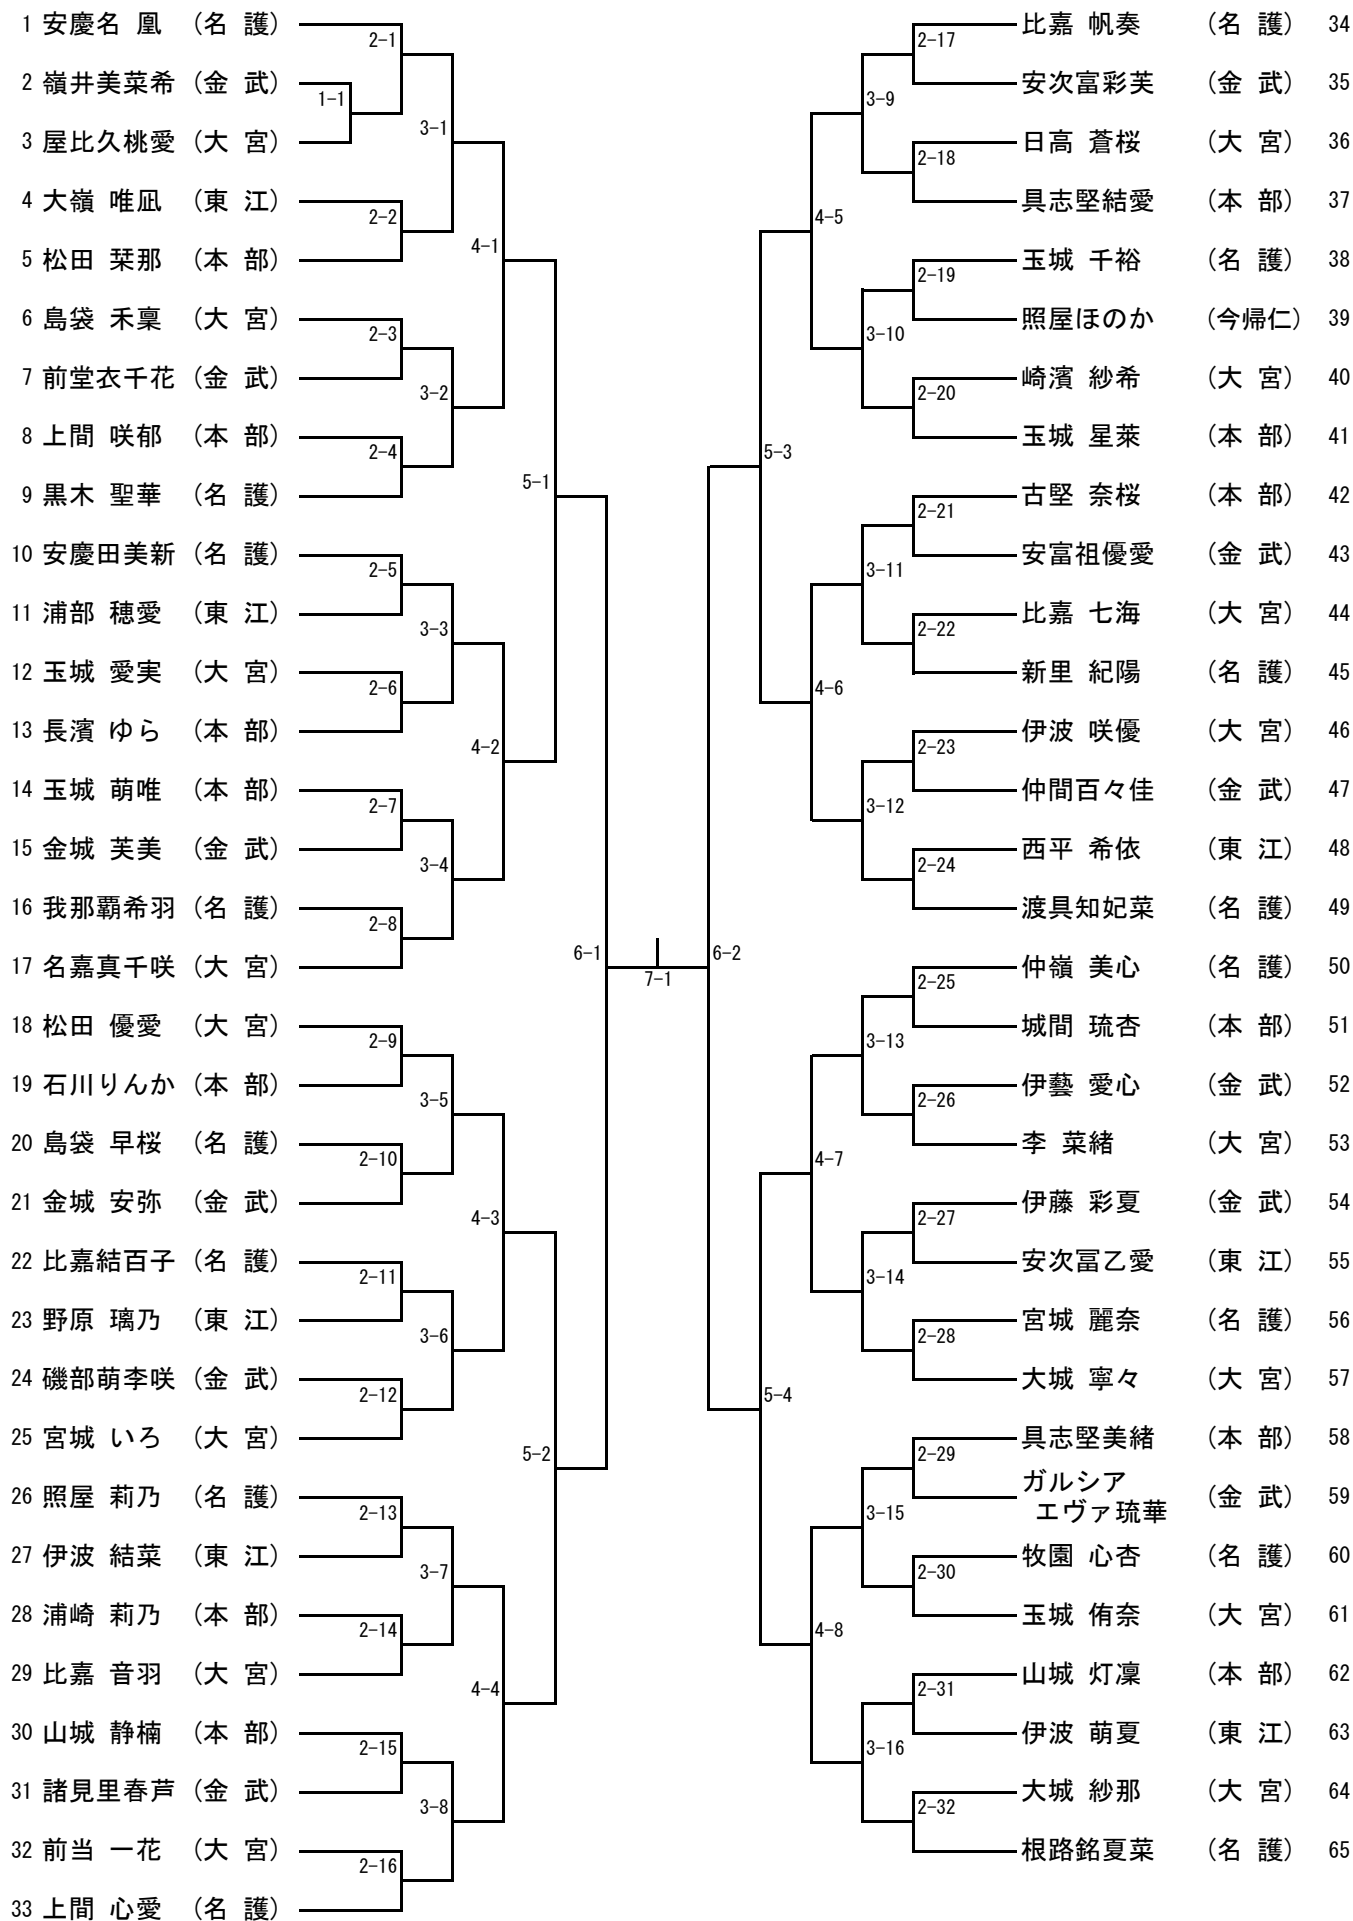 1 安慶名 凰 （名 護）
2 嶺井美菜希 （金 武）
3 屋比久桃愛 （大 宮）
4 大嶺 唯凪 （東 江）
5 松田 栞那 （本 部）
6 島袋 禾稟 （大 宮）
7 前堂衣千花 （金 武）
8 上間 咲郁 （本 部）
9 黒木 聖華 （名 護）
10 安慶田美新 （名 護）
11 浦部 穂愛 （東 江）
12 玉城 愛実 （大 宮）
13 長濱 ゆら （本 部）
14 玉城 萌唯 （本 部）
15 金城 芙美 （金 武）
16 我那覇希羽 （名 護）
17 名嘉真千咲 （大 宮）
18 松田 優愛 （大 宮）
19 石川りんか （本 部）
20 島袋 早桜 （名 護）
21 金城 安弥 （金 武）
22 比嘉結百子 （名 護）
23 野原 璃乃 （東 江）
24 磯部萌李咲 （金 武）
25 宮城 いろ （大 宮）
26 照屋 莉乃 （名 護）
27 伊波 結菜 （東 江）
28 浦崎 莉乃 （本 部）
29 比嘉 音羽 （大 宮）
30 山城 静楠 （本 部）
31 諸見里春芦 （金 武）
32 前当 一花 （大 宮）
33 上間 心愛 （名 護）
1-1
2-1
2-2
2-3
2-4
2-5
2-6
2-7
2-8
2-9
2-10
2-11
2-12
2-13
2-14
2-15
2-16
3-1
3-2
3-3
3-4
3-5
3-6
3-7
3-8
4-1
4-2
4-3
4-4
5-1
5-2
6-1
7-1
6-2
5-3
5-4
4-5
4-6
4-7
4-8
3-9
3-10
3-11
3-12
3-13
3-14
3-15
3-16
2-17
2-18
2-19
2-20
2-21
2-22
2-23
2-24
2-25
2-26
2-27
2-28
2-29
2-30
2-31
2-32
比嘉 帆奏 （名 護） 34
安次富彩芙 （金 武） 35
日高 蒼桜 （大 宮） 36
具志堅結愛 （本 部） 37
玉城 千裕 （名 護） 38
照屋ほのか （今帰仁） 39
崎濱 紗希 （大 宮） 40
玉城 星萊 （本 部） 41
古堅 奈桜 （本 部） 42
安富祖優愛 （金 武） 43
比嘉 七海 （大 宮） 44
新里 紀陽 （名 護） 45
伊波 咲優 （大 宮） 46
仲間百々佳 （金 武） 47
西平 希依 （東 江） 48
渡具知妃菜 （名 護） 49
仲嶺 美心 （名 護） 50
城間 琉杏 （本 部） 51
伊藝 愛心 （金 武） 52
李 菜緒 （大 宮） 53
伊藤 彩夏 （金 武） 54
安次冨乙愛 （東 江） 55
宮城 麗奈 （名 護） 56
大城 寧々 （大 宮） 57
具志堅美緒 （本 部） 58
ガルシア
エヴァ琉華 （金 武） 59
牧園 心杏 （名 護） 60
玉城 侑奈 （大 宮） 61
山城 灯凜 （本 部） 62
伊波 萌夏 （東 江） 63
大城 紗那 （大 宮） 64
根路銘夏菜 （名 護） 65